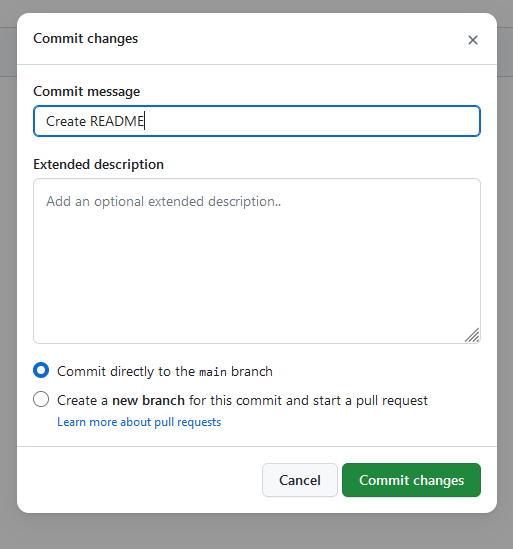 Commit changes
Commit message
Create README
Extended description
Add an optional extended description..
Commit directly to the main branch
Create a new branch for this commit and start a pull request
Learn more about pull requests
Cancel
Commit changes